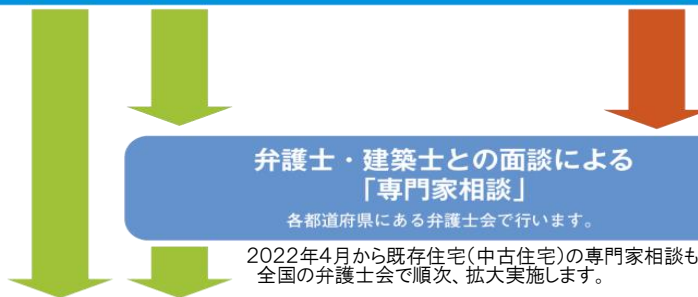 弁護士・建築士との面談による
「専門家相談」
各都道府県にある弁護士会で行います。
2022年4月から既存住宅(中古住宅)の専門家相談も
全国の弁護士会で順次、拡大実施します。